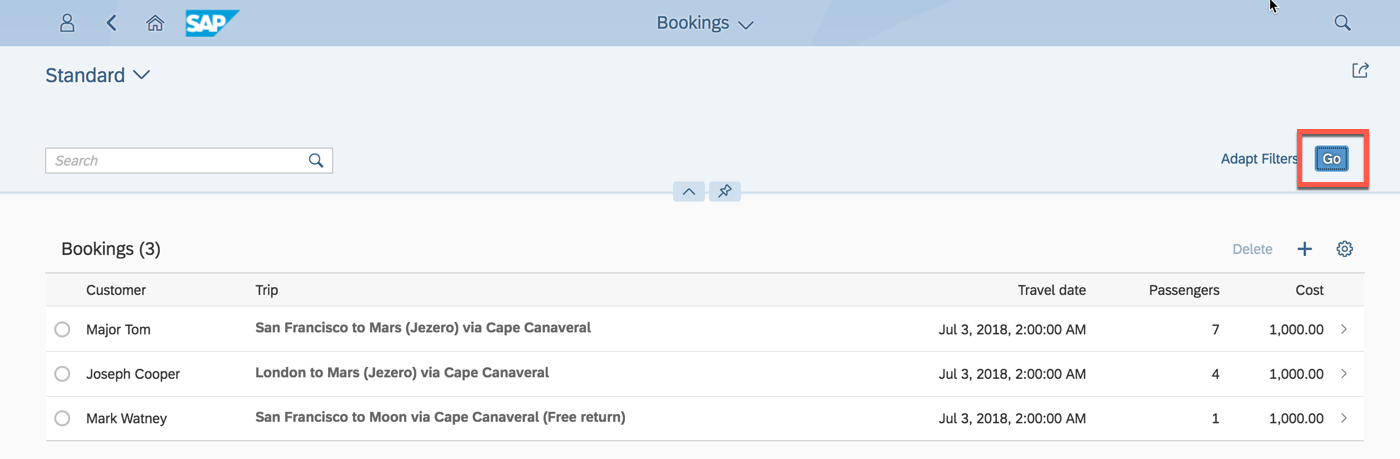 SAP Bookings
Standard
Search Adapt Filters Go
Bookings (3) Delete
Customer Trip Travel date Passengers Cost
Major Tom San Francisco to Mars (Jezero) via Cape Canaveral Jul 3, 2018, 2:00:00 AM 7 1,000.00
Joseph Cooper London to Mars (Jezero) via Cape Canaveral Jul 3, 2018, 2:00:00 AM 4 1,000.00
Mark Watney San Francisco to Moon via Cape Canaveral (Free return) Jul 3, 2018, 2:00:00 AM 1 1,000.00